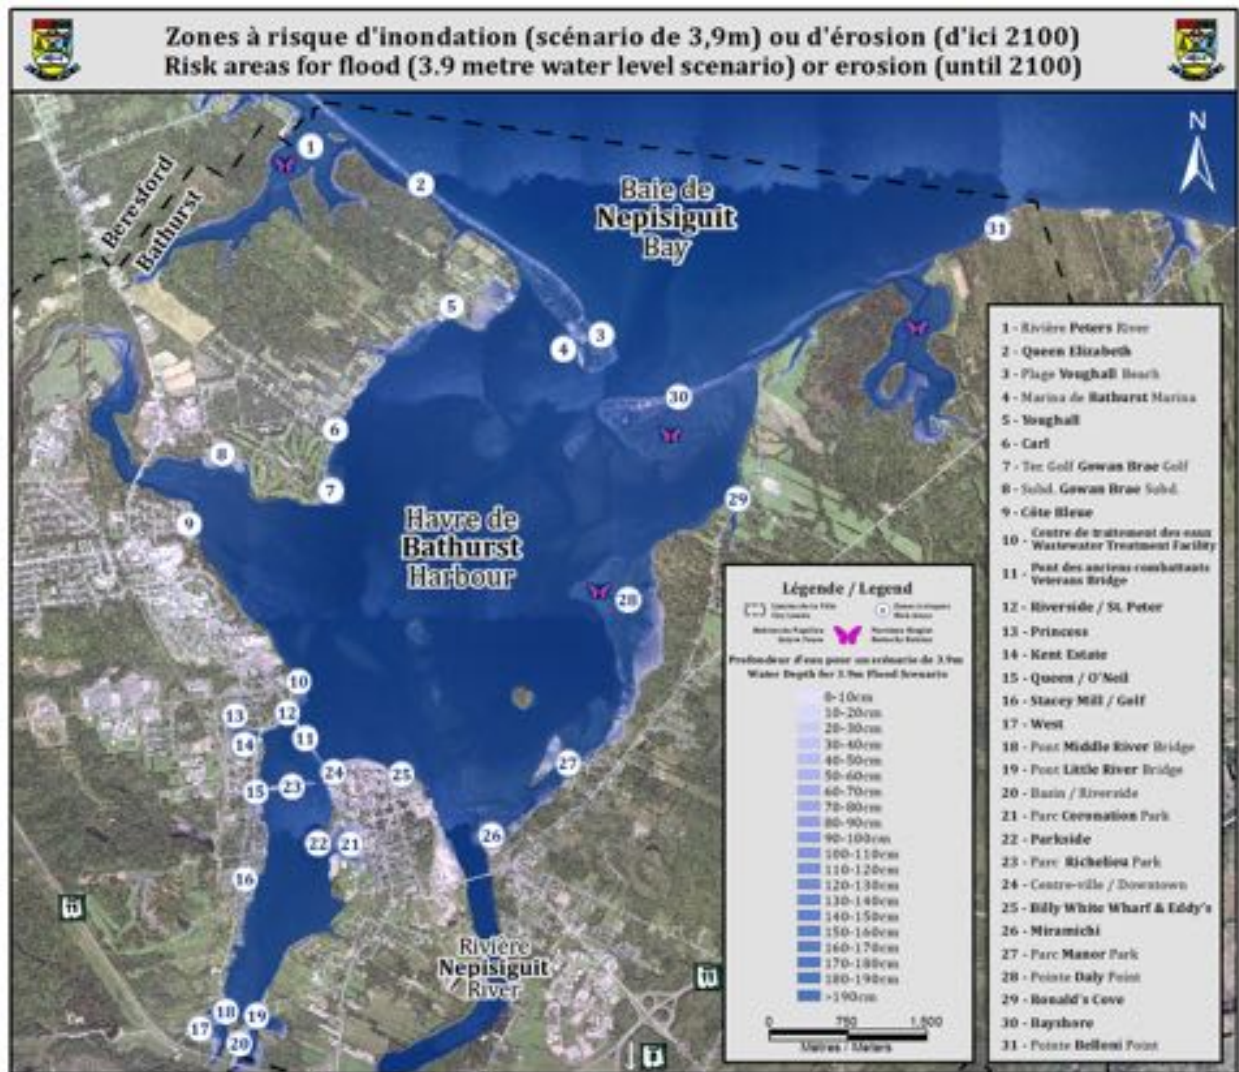 Zones à risque d'inondation (scénario de 3,9m) ou d'érosion (d'ici 2100)
Risk areas for flood (3.9 metre water level scenario) or erosion (until 2100)
N
Beresford
Bathurst
Baie de
Nepisiguit
Bay
Havre de
Bathurst
Harbour
Rivière
Nepisiguit
River
1
2
3
4
5
6
7
8
9
10
11
12
13
14
15
16
17
18
19
20
21
22
23
24
25
26
27
28
29
30
31
11
11
1 - Rivière Peters River
2 - Queen Elizabeth
3 - Plage Youghall Beach
4 - Marina de Bathurst Marina
5 - Youghall
6 - Carl
7 - Ter. Golf Gowan Brae Golf
8 - Subd. Gowan Brae Subd.
9 - Côte Bleue
10 - Centre de traitement des eaux
Wastewater Treatment Facility
11 - Pont des anciens combattants
Veterans Bridge
12 - Riverside / St. Peter
13 - Princess
14 - Kent Estate
15 - Queen / O'Neil
16 - Stacey Mill / Golf
17 - West
18 - Pont Middle River Bridge
19 - Pont Little River Bridge
20 - Basin / Riverside
21 - Parc Coronation Park
22 - Parkside
23 - Parc Richelieu Park
24 - Centre-ville / Downtown
25 - Billy White Wharf & Eddy's
26 - Miramichi
27 - Parc Manor Park
28 - Pointe Daly Point
29 - Ronald's Cove
30 - Bayshore
31 - Pointe Belloni Point
Légende / Legend
Profondeur d'eau pour un scénario de 3.9m
Water Depth for 3.9m Flood Scenario
0-10cm
10-20cm
20-30cm
30-40cm
40-50cm
50-60cm
60-70cm
70-80cm
80-90cm
90-100cm
100-110cm
110-120cm
120-130cm
130-140cm
140-150cm
150-160cm
160-170cm
170-180cm
180-190cm
>190cm
0 750 1,500
Mètres / Meters